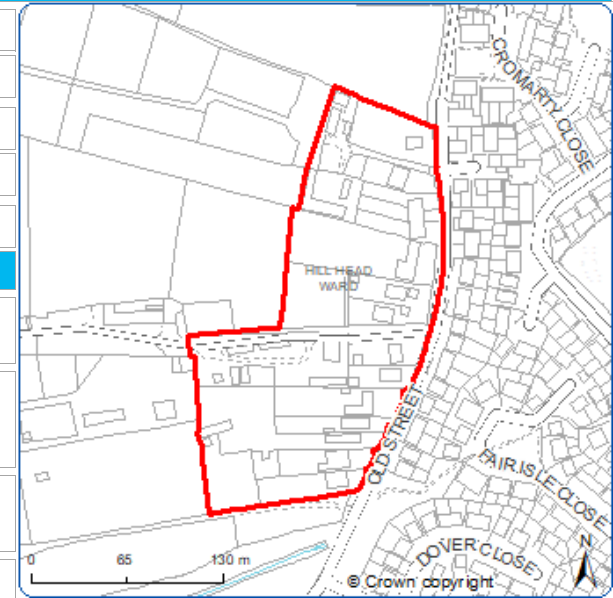 CROMARTY CLOSE
HILL HEAD
WARD
OLD STREET
FAIR ISLE CLOSE
DOVER CLOSE
0 65 130 m
N
© Crown copyright